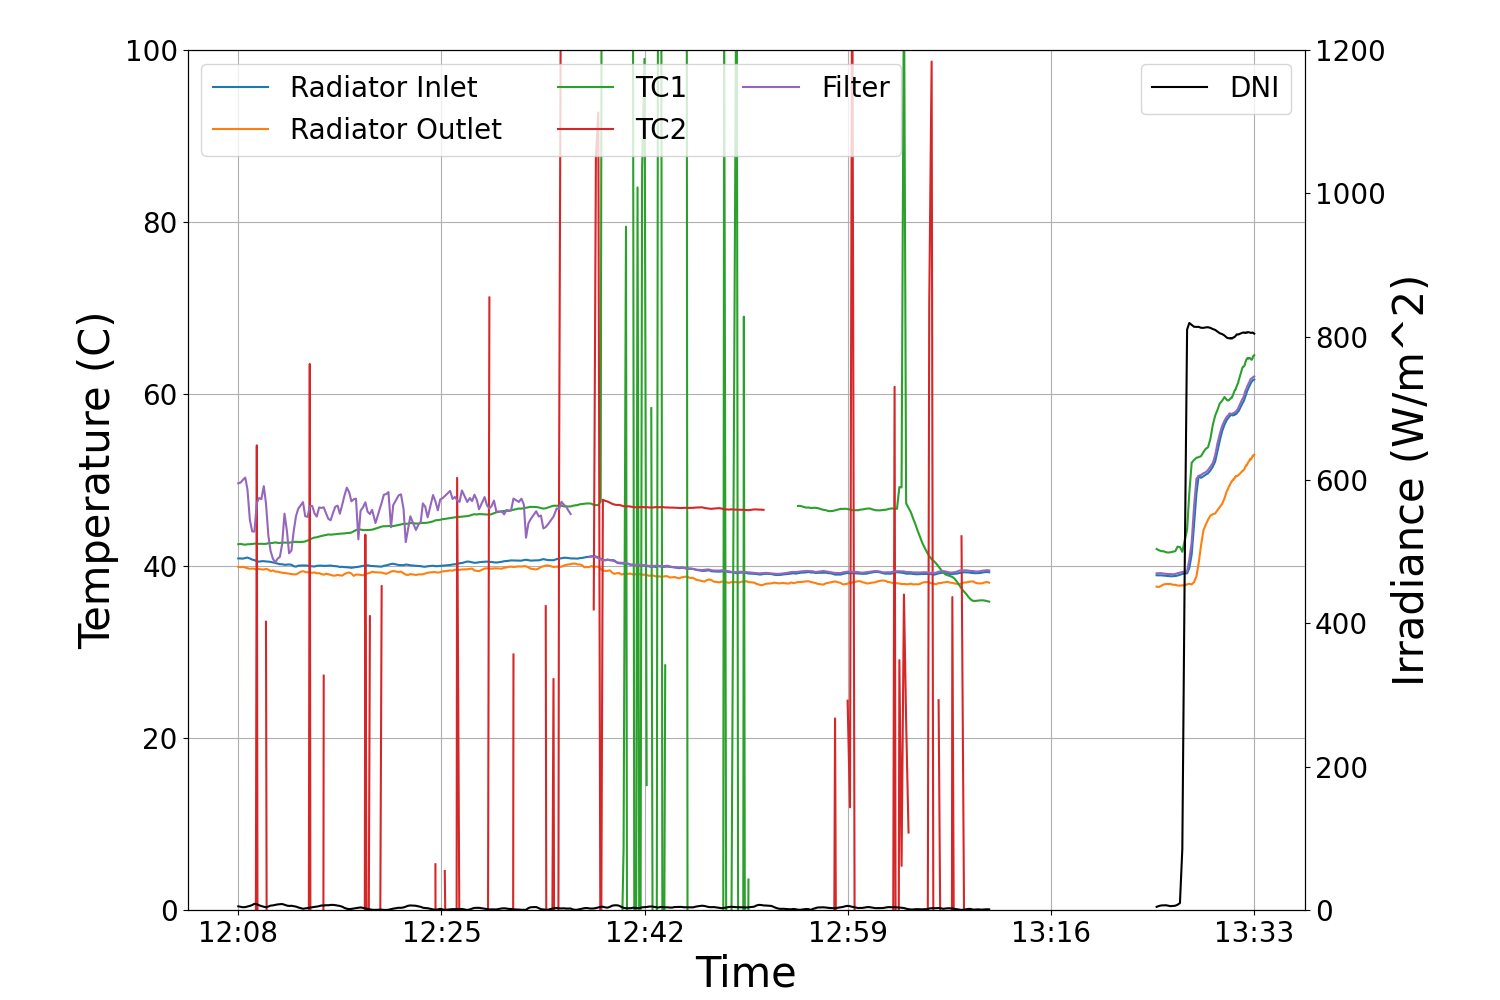 100
80
60
40
20
0
Temperature (C)
Radiator Inlet
Radiator Outlet
TC1
TC2
Filter
DNI
1200
1000
800
600
400
200
0
Irradiance (W/m^2)
12:08
12:25
12:42
12:59
13:16
13:33
Time